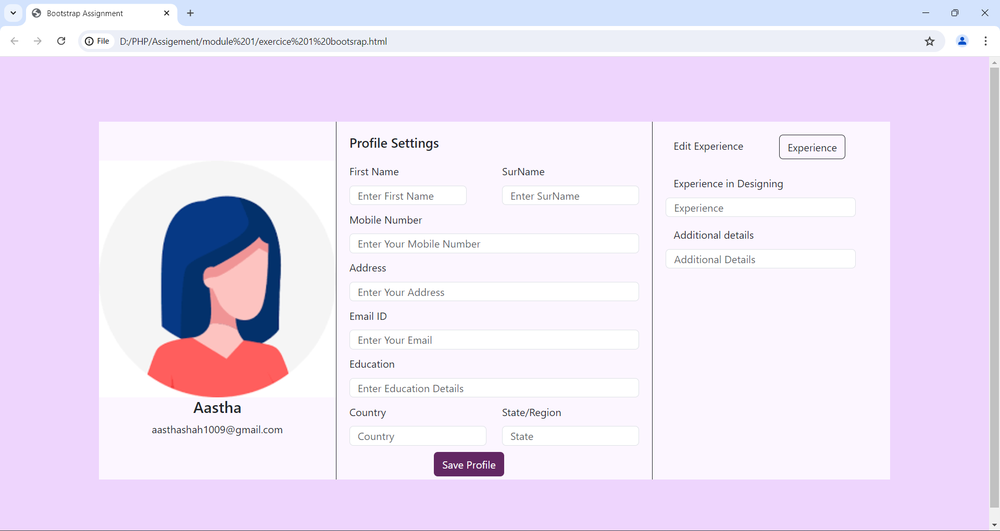 Bootstrap Assignment
File D:/PHP/Assigement/module%201/exercice%201%20bootsrap.html
Aastha
aasthashah1009@gmail.com
Profile Settings
First Name SurName
Enter First Name Enter SurName
Mobile Number
Enter Your Mobile Number
Address
Enter Your Address
Email ID
Enter Your Email
Education
Enter Education Details
Country State/Region
Country State
Save Profile
Edit Experience Experience
Experience in Designing
Experience
Additional details
Additional Details